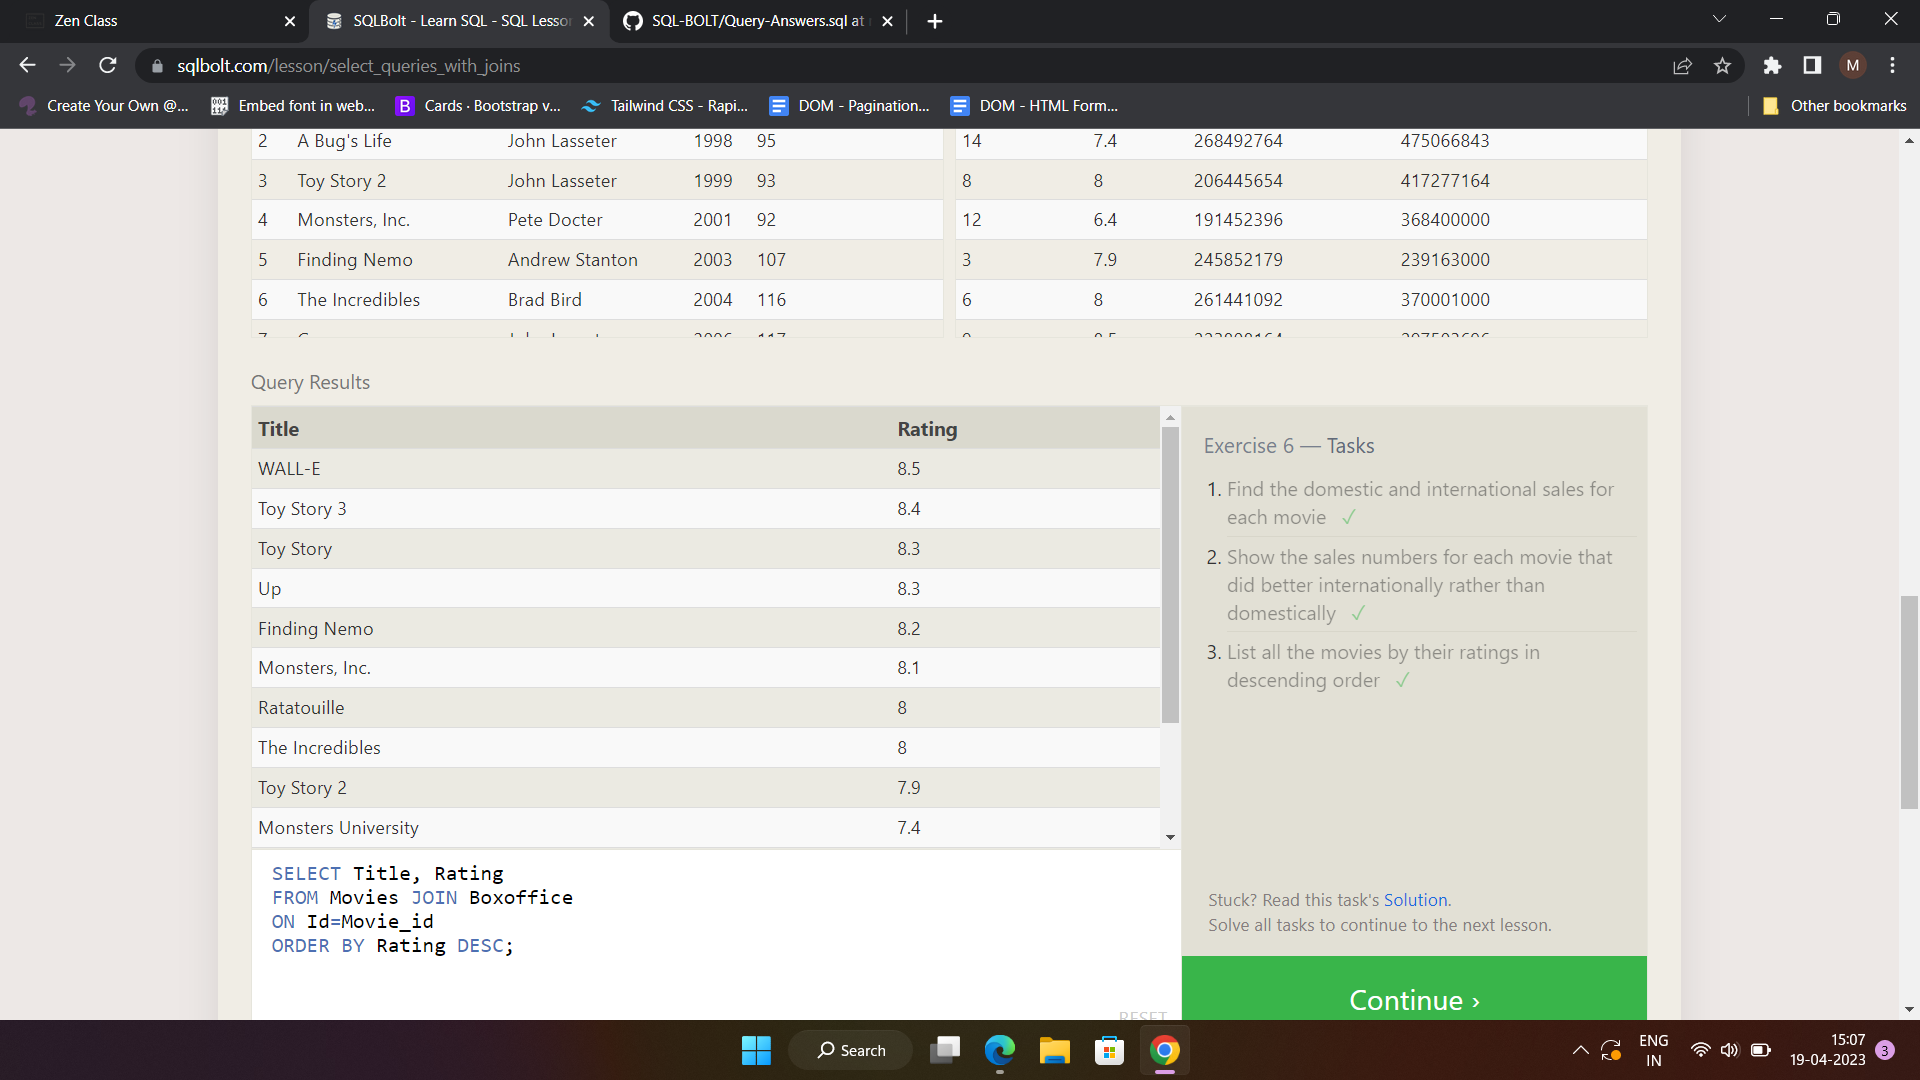 Zen Class
SQLBolt - Learn SQL - SQL Lesso
SQL-BOLT/Query-Answers.sql at
sqlbolt.com/lesson/select_queries_with_joins
M
Create Your Own @...
Embed font in web...
Cards · Bootstrap v...
Tailwind CSS - Rapi...
DOM - Pagination...
DOM - HTML Form...
Other bookmarks
2 A Bug's Life John Lasseter 1998 95
14 7.4 268492764 475066843
3 Toy Story 2 John Lasseter 1999 93
8 8 206445654 417277164
4 Monsters, Inc. Pete Docter 2001 92
12 6.4 191452396 368400000
5 Finding Nemo Andrew Stanton 2003 107
3 7.9 245852179 239163000
6 The Incredibles Brad Bird 2004 116
6 8 261441092 370001000
Query Results
Title Rating
WALL-E 8.5
Toy Story 3 8.4
Toy Story 8.3
Up 8.3
Finding Nemo 8.2
Monsters, Inc. 8.1
Ratatouille 8
The Incredibles 8
Toy Story 2 7.9
Monsters University 7.4
SELECT Title, Rating
FROM Movies JOIN Boxoffice
ON Id=Movie_id
ORDER BY Rating DESC;
RESET
Exercise 6 — Tasks
1. Find the domestic and international sales for
each movie ✓
2. Show the sales numbers for each movie that
did better internationally rather than
domestically ✓
3. List all the movies by their ratings in
descending order ✓
Stuck? Read this task's Solution.
Solve all tasks to continue to the next lesson.
Continue ›
Search
ENG
IN
15:07
19-04-2023
3